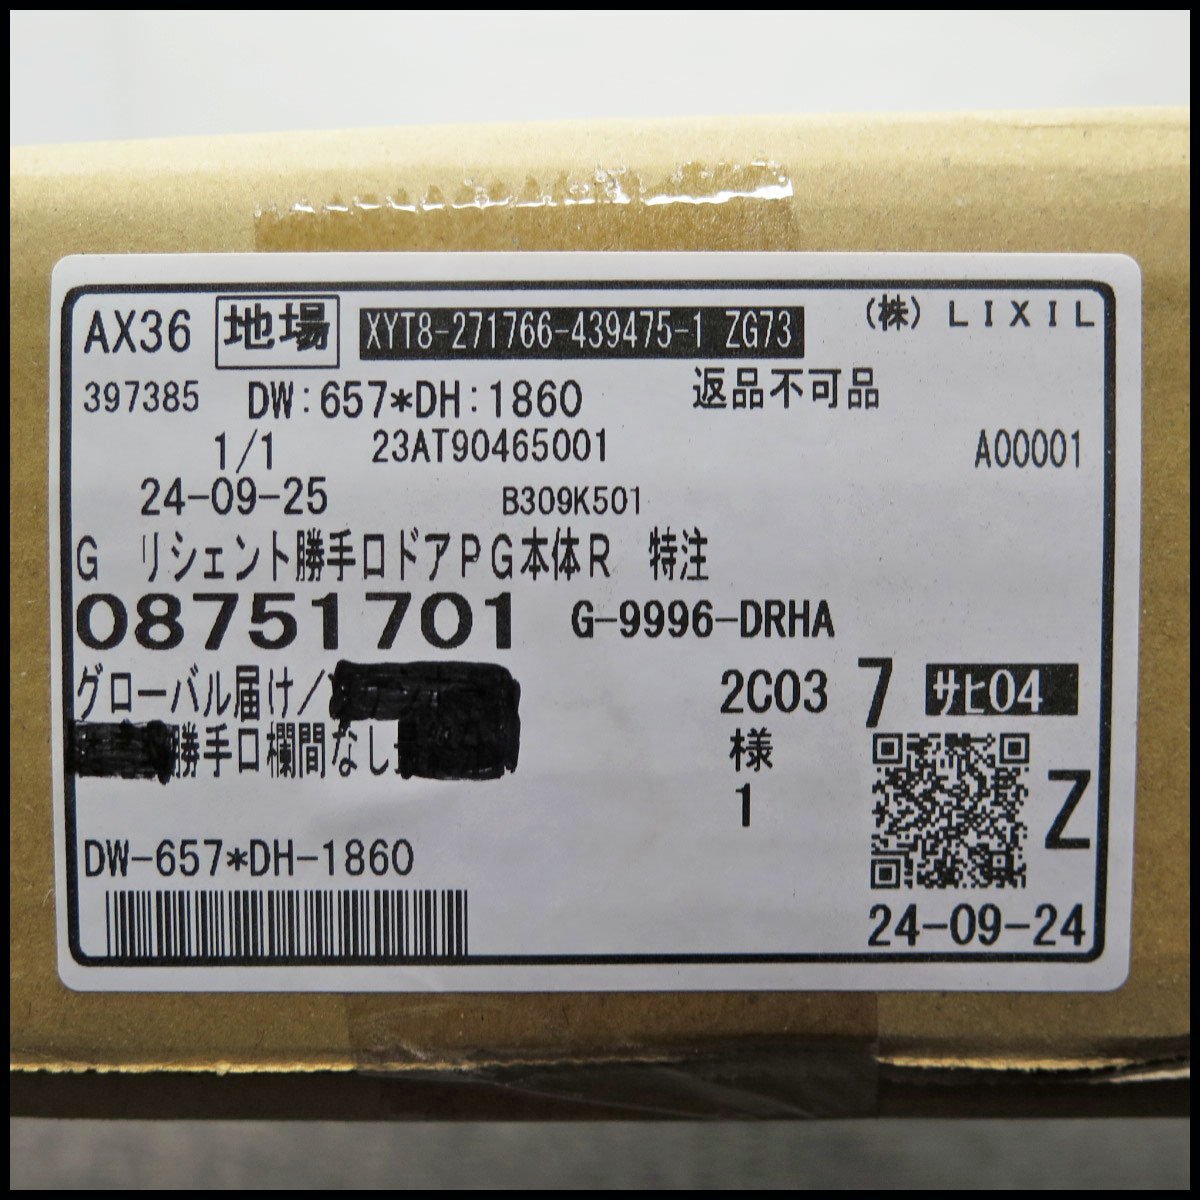 AX36 地場 XYT8-271766-439475-1 ZG73 (株) LIXIL
397385 DW:657*DH:1860 返品不可品
1/1 23AT90465001 A00001
24-09-25 B309K501
G リシェント勝手口ドアPG本体R 特注
08751701 G-9996-DRHA
グローバル届け/ 2C03 7 サヒ04
勝手口欄間なし 様
1 Z
DW-657*DH-1860
24-09-24